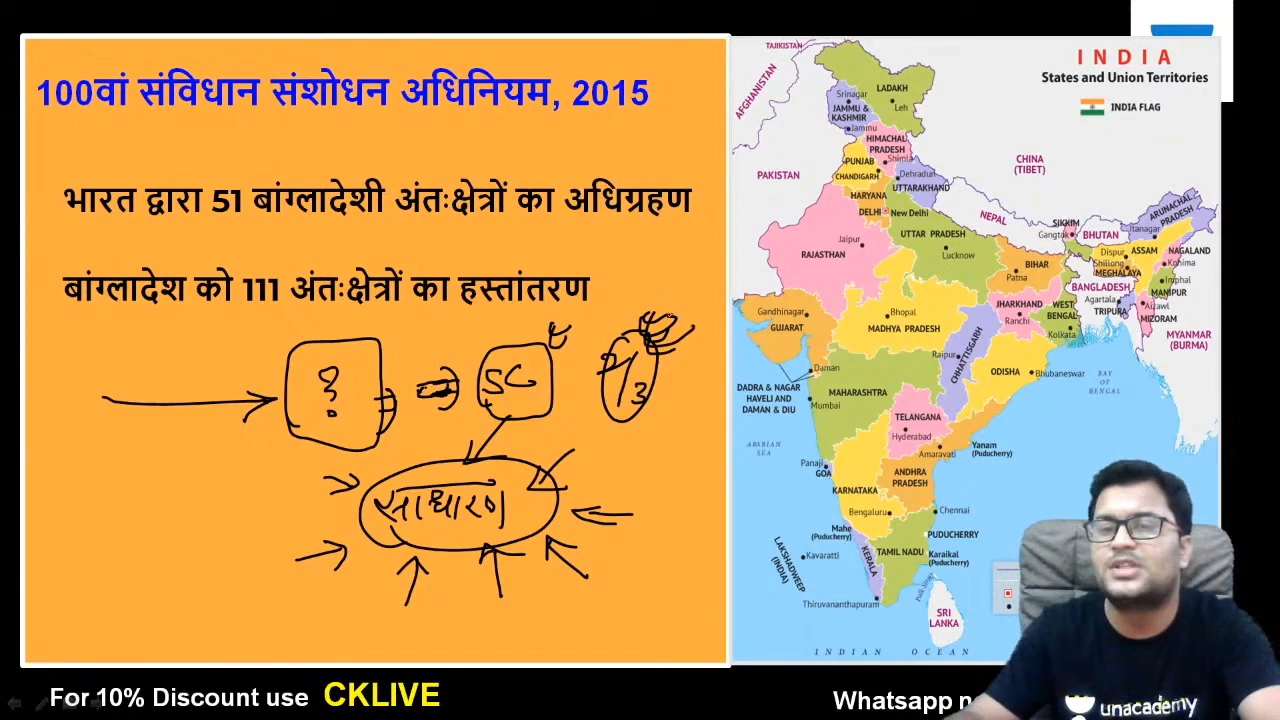 100वां संविधान संशोधन अधिनियम, 2015
भारत द्वारा 51 बांग्लादेशी अंतःक्षेत्रों का अधिग्रहण
बांग्लादेश को 111 अंतःक्षेत्रों का हस्तांतरण
?
SC
2/3
साधारण
INDIA
States and Union Territories
INDIA FLAG
TAJIKISTAN
AFGHANISTAN
LADAKH
Leh
Srinagar
JAMMU &
KASHMIR
Jammu
HIMACHAL
PRADESH
Shimla
PUNJAB
CHANDIGARH
Dehradun
UTTARAKHAND
CHINA
(TIBET)
PAKISTAN
HARYANA
DELHI
New Delhi
NEPAL
SIKKIM
Gangtok
BHUTAN
ARUNACHAL
PRADESH
Itanagar
RAJASTHAN
Jaipur
UTTAR PRADESH
Lucknow
BIHAR
Patna
Dispur
ASSAM
NAGALAND
Shillong
Kohima
MEGHALAYA
BANGLADESH
Imphal
MANIPUR
Agartala
TRIPURA
Aizawl
MIZORAM
MYANMAR
(BURMA)
Gandhinagar
GUJARAT
Bhopal
MADHYA PRADESH
JHARKHAND
Ranchi
WEST
BENGAL
Kolkata
Raipur
CHHATTISGARH
ODISHA
Bhubaneswar
BAY
OF
BENGAL
Daman
DADRA & NAGAR
HAVELI AND
DAMAN & DIU
MAHARASHTRA
Mumbai
TELANGANA
Hyderabad
ARABIAN
SEA
Yanam
(Puducherry)
Amaravati
Panaji
GOA
ANDHRA
PRADESH
KARNATAKA
Bengaluru
Chennai
Mahe
(Puducherry)
PUDUCHERRY
KERALA
TAMIL NADU
Karaikal
(Puducherry)
LAKSHADWEEP
(INDIA)
Kavaratti
Thiruvananthapuram
SRI
LANKA
INDIAN OCEAN
For 10% Discount use CKLIVE
Whatsapp n
unacademy